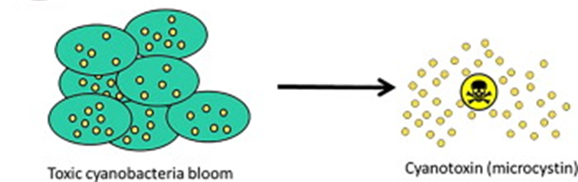 Toxic cyanobacteria bloom
Cyanotoxin (microcystin)